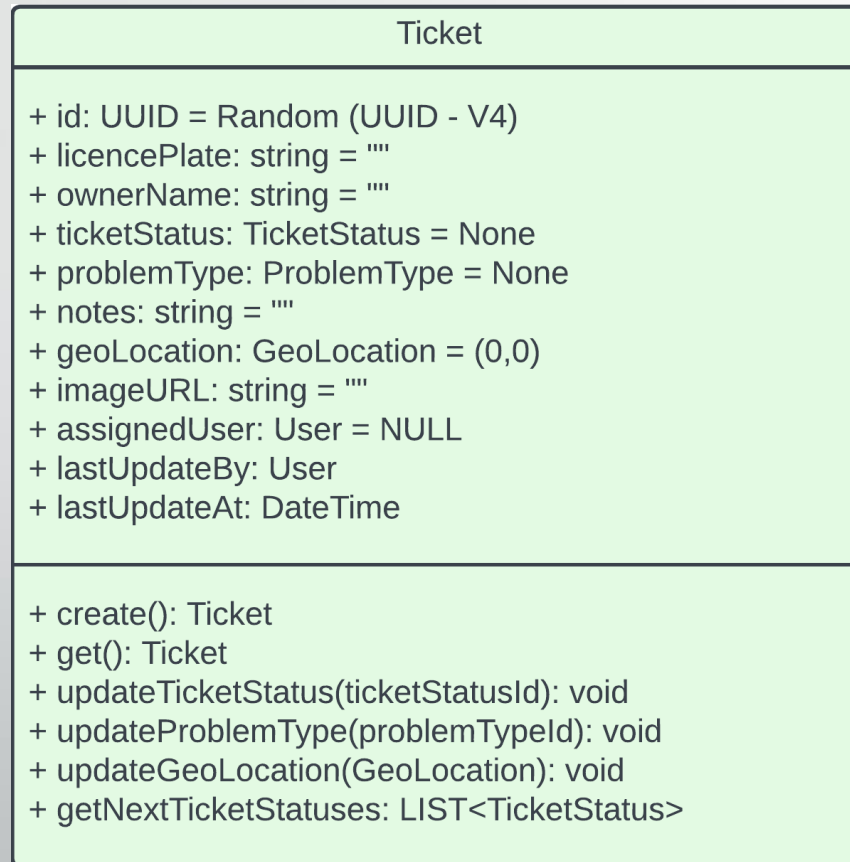 Ticket
+ id: UUID = Random (UUID - V4)
+ licencePlate: string = ""
+ ownerName: string = ""
+ ticketStatus: TicketStatus = None
+ problemType: ProblemType = None
+ notes: string = ""
+ geoLocation: GeoLocation = (0,0)
+ imageURL: string = ""
+ assignedUser: User = NULL
+ lastUpdateBy: User
+ lastUpdateAt: DateTime
+ create(): Ticket
+ get(): Ticket
+ updateTicketStatus(ticketStatusId): void
+ updateProblemType(problemTypeId): void
+ updateGeoLocation(GeoLocation): void
+ getNextTicketStatuses: LIST<TicketStatus>